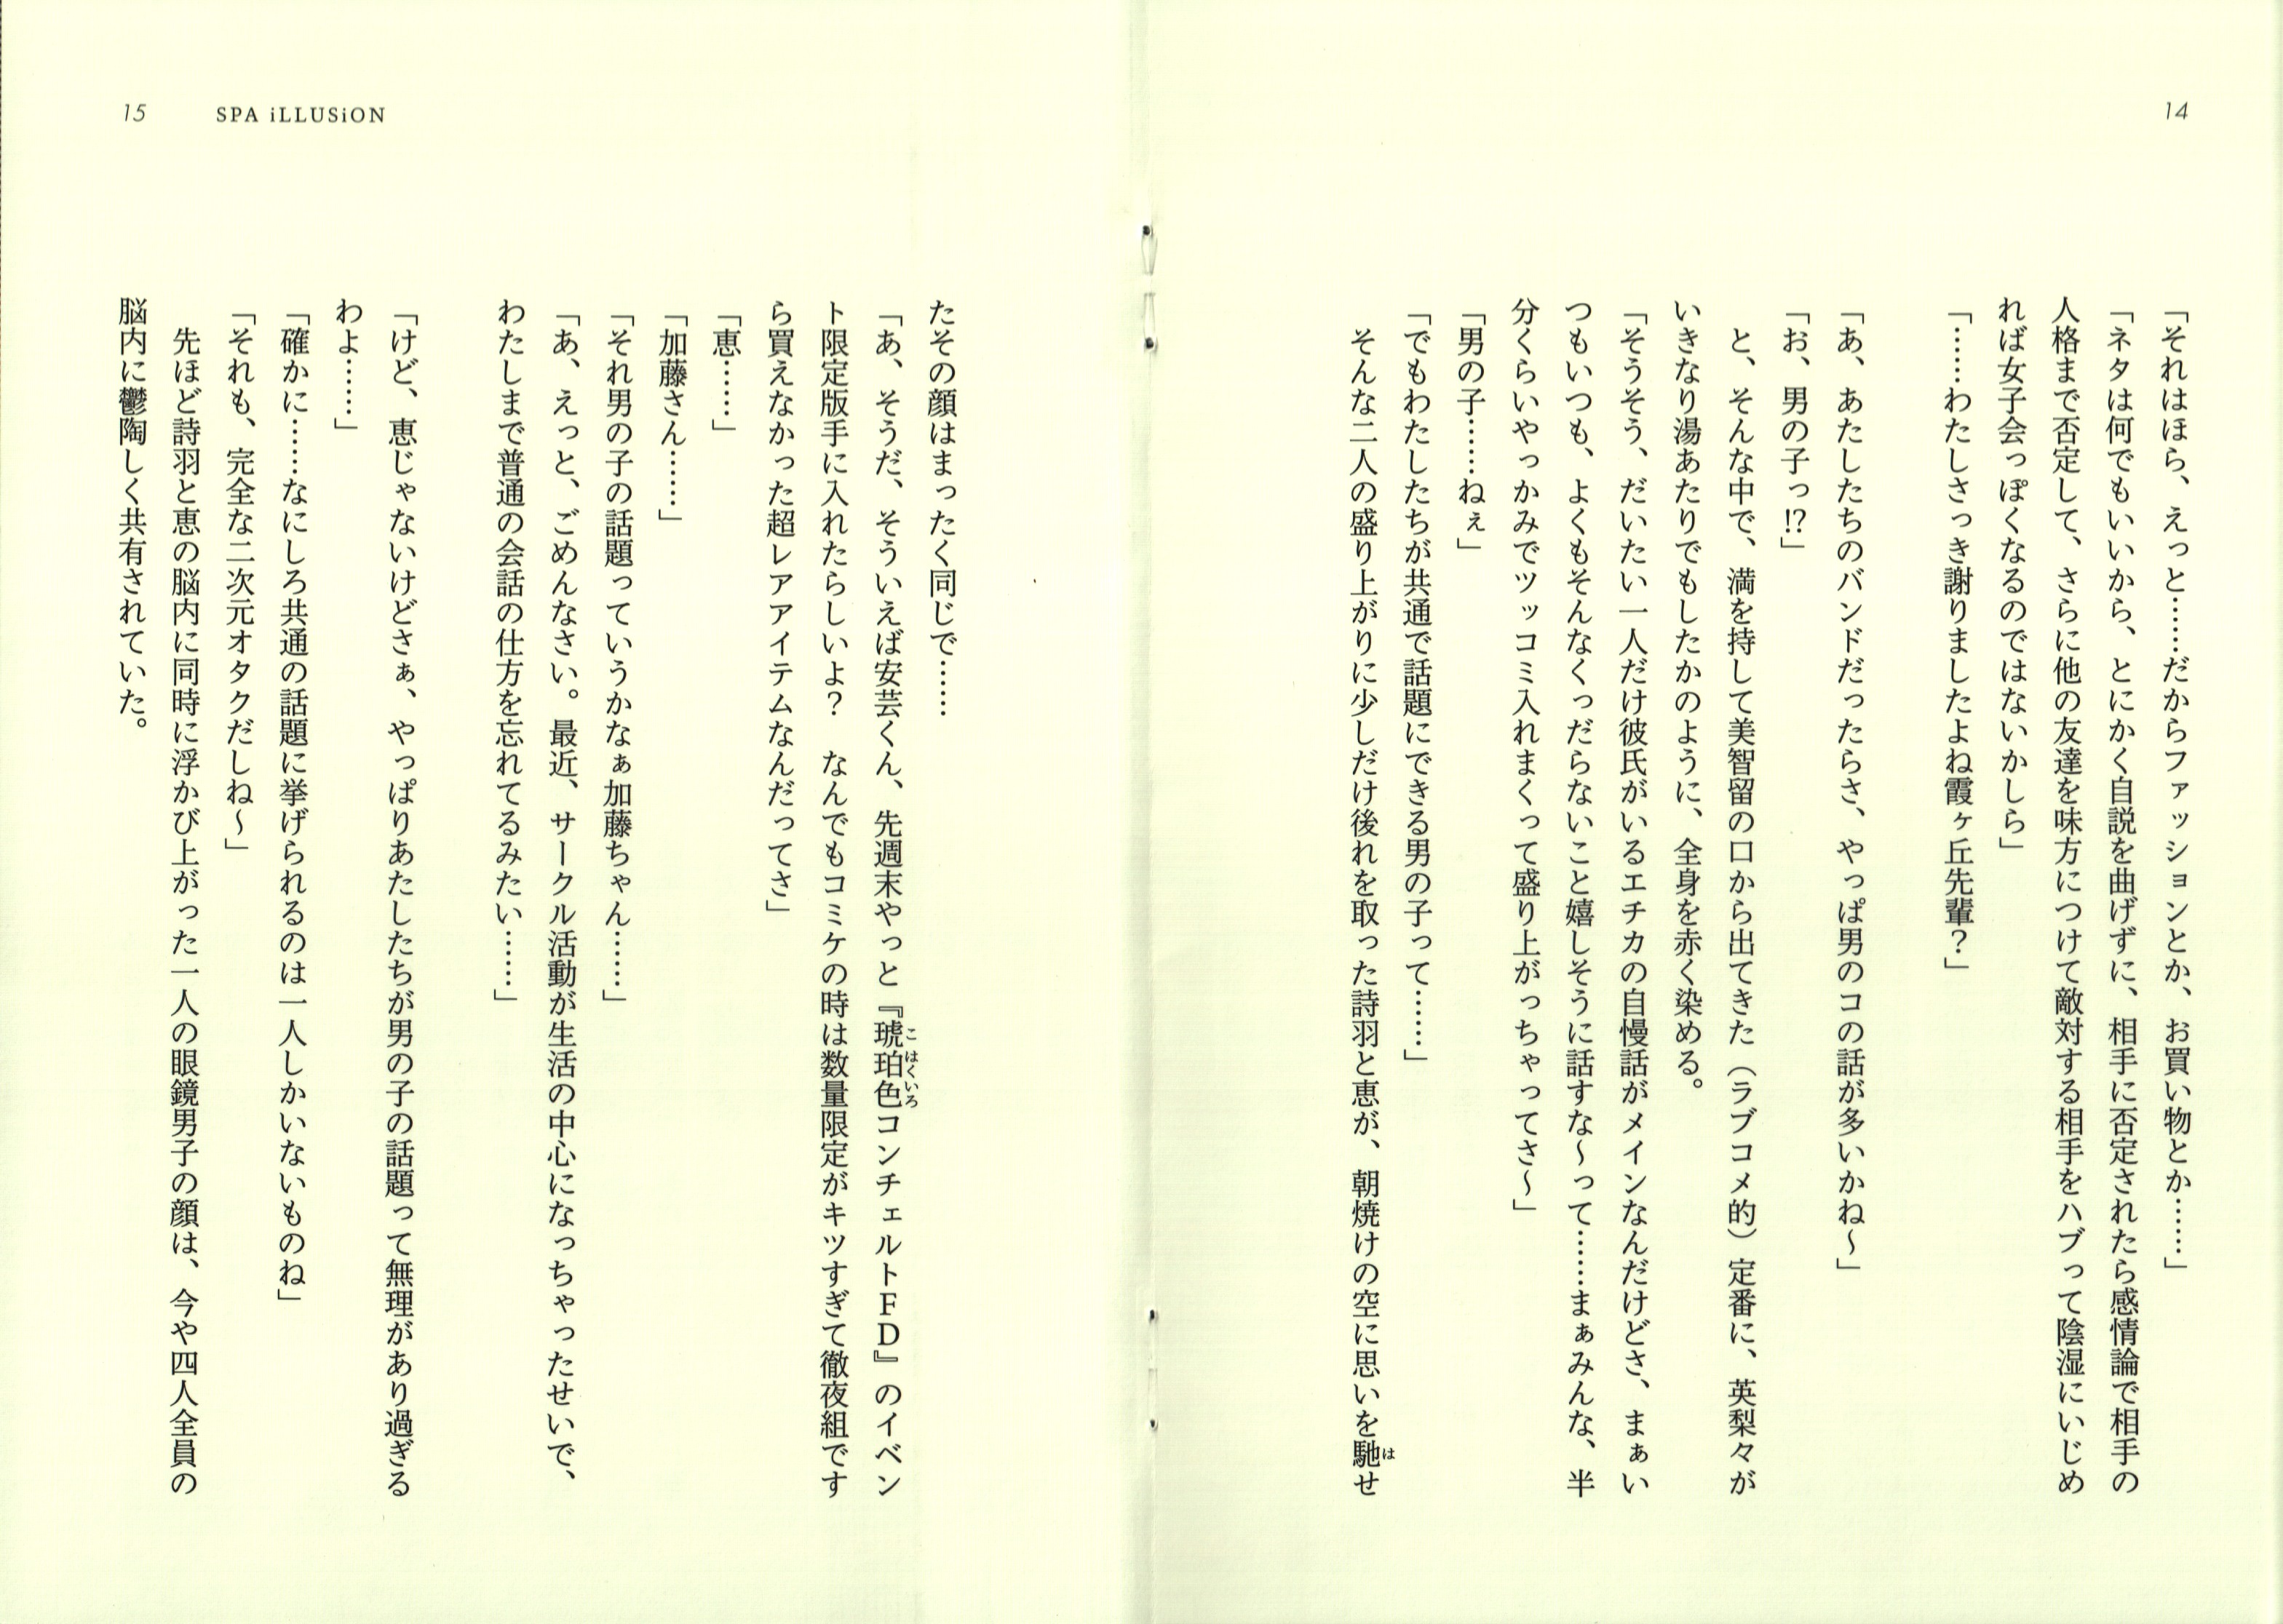 14
「それはほら、えっと……だからファッションとか、お買い物とか……」
「ネタは何でもいいから、とにかく自説を曲げずに、相手に否定されたら感情論で相手の
人格まで否定して、さらに他の友達を味方につけて敵対する相手をハブって陰湿にいじめ
れば女子会っぽくなるのではないかしら」
「……わたしさっき謝りましたよね霞ヶ丘先輩？」
「あ、あたしたちのバンドだったらさ、やっぱ男のコの話が多いかね～」
「お、男の子っ!?」
と、そんな中で、満を持して美智留の口から出てきた（ラブコメ的）定番に、英梨々が
いきなり湯あたりでもしたかのように、全身を赤く染める。
「そうそう、だいたい一人だけ彼氏がいるエチカの自慢話がメインなんだけどさ、まぁい
つもいつも、よくもそんなくっだらないこと嬉しそうに話すな～って……まぁみんな、半
分くらいやっかみでツッコミ入れまくって盛り上がっちゃってさ～」
「男の子……ねぇ」
「でもわたしたちが共通で話題にできる男の子って……」
そんな二人の盛り上がりに少しだけ後れを取った詩羽と恵が、朝焼けの空に思いを馳せ
は
15 SPA iLLUSiON
たその顔はまったく同じで……
「あ、そうだ、そういえば安芸くん、先週末やっと『琥珀色コンチェルトＦＤ』のイベン
こはくいろ
ト限定版手に入れたらしいよ？　なんでもコミケの時は数量限定がキツすぎて徹夜組です
ら買えなかった超レアアイテムなんだってさ」
「恵……」
「加藤さん……」
「それ男の子の話題っていうかなぁ加藤ちゃん……」
「あ、えっと、ごめんなさい。最近、サークル活動が生活の中心になっちゃったせいで、
わたしまで普通の会話の仕方を忘れてるみたい……」
「けど、恵じゃないけどさぁ、やっぱりあたしたちが男の子の話題って無理があり過ぎる
わよ……」
「確かに……なにしろ共通の話題に挙げられるのは一人しかいないものね」
「それも、完全な二次元オタクだしね～」
先ほど詩羽と恵の脳内に同時に浮かび上がった一人の眼鏡男子の顔は、今や四人全員の
脳内に鬱陶しく共有されていた。